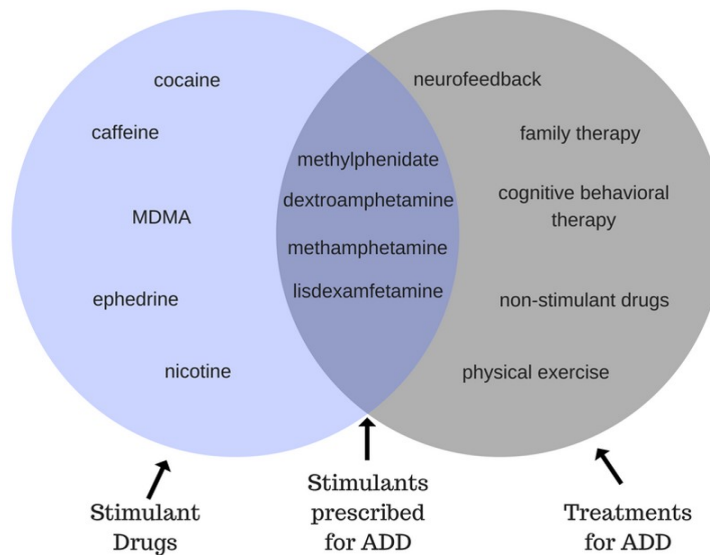 cocaine
caffeine
MDMA
ephedrine
nicotine
methylphenidate
dextroamphetamine
methamphetamine
lisdexamfetamine
neurofeedback
family therapy
cognitive behavioral
therapy
non-stimulant drugs
physical exercise
Stimulant
Drugs
Stimulants
prescribed
for ADD
Treatments
for ADD